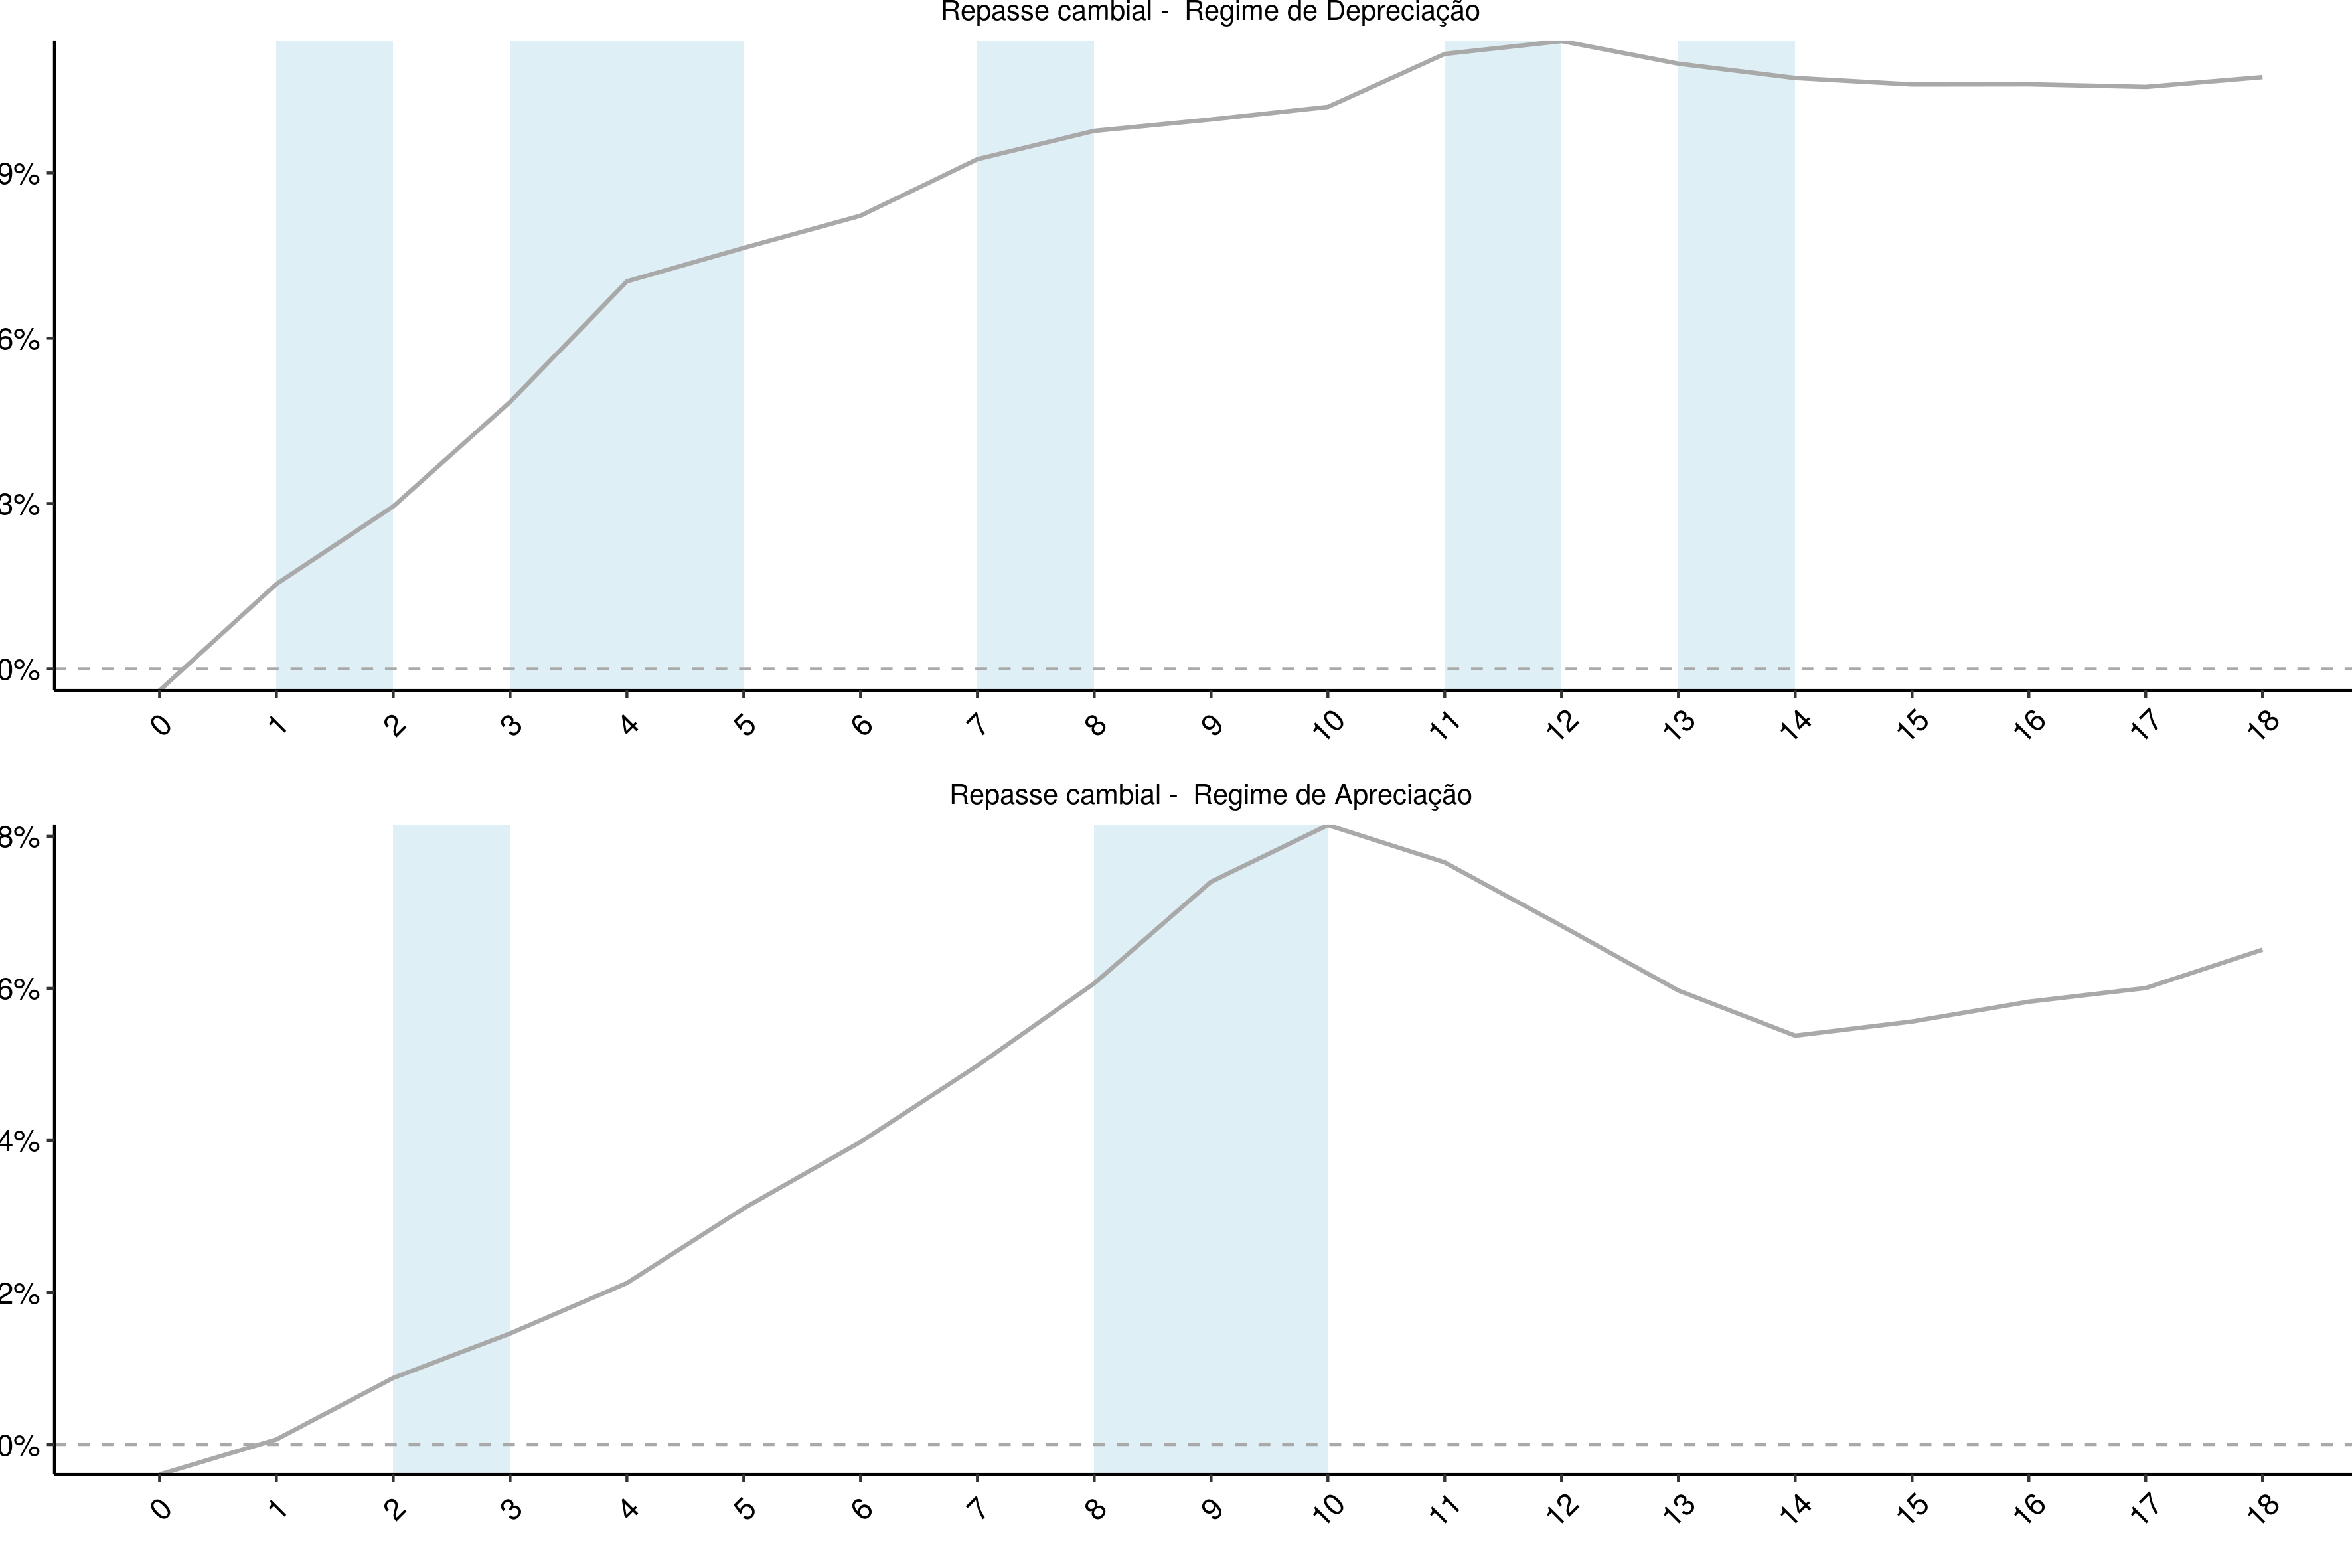 Repasse cambial -  Regime de Depreciação
9%
6%
3%
0%
0 1 2 3 4 5 6 7 8 9 10 11 12 13 14 15 16 17 18
Repasse cambial -  Regime de Apreciação
8%
6%
4%
2%
0%
0 1 2 3 4 5 6 7 8 9 10 11 12 13 14 15 16 17 18